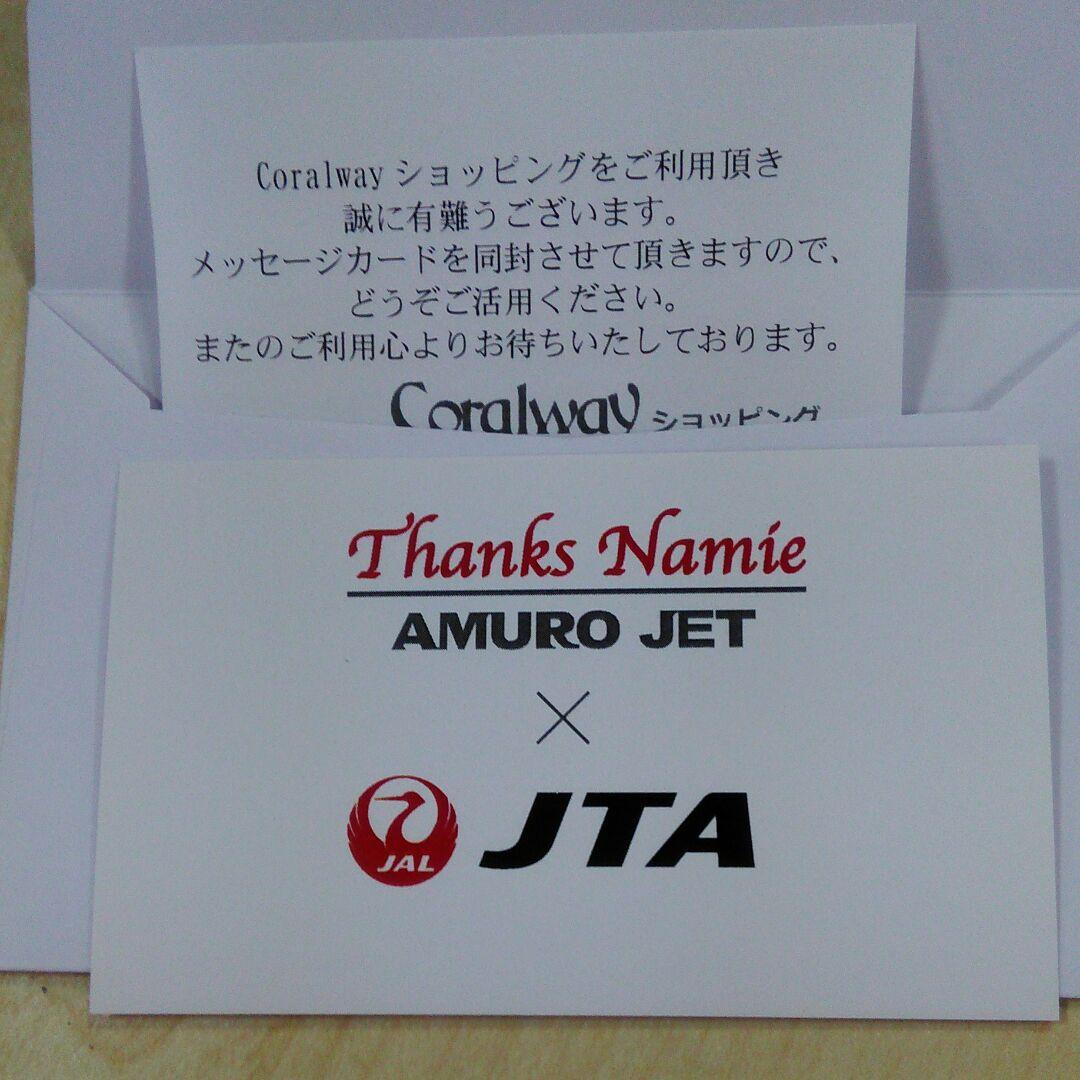 Coralwayショッピングをご利用頂き
誠に有難うございます。
メッセージカードを同封させて頂きますので、
どうぞご活用ください。
またのご利用心よりお待ちいたしております。
Coralway ショッピング
Thanks Namie
AMURO JET
×
JAL JTA